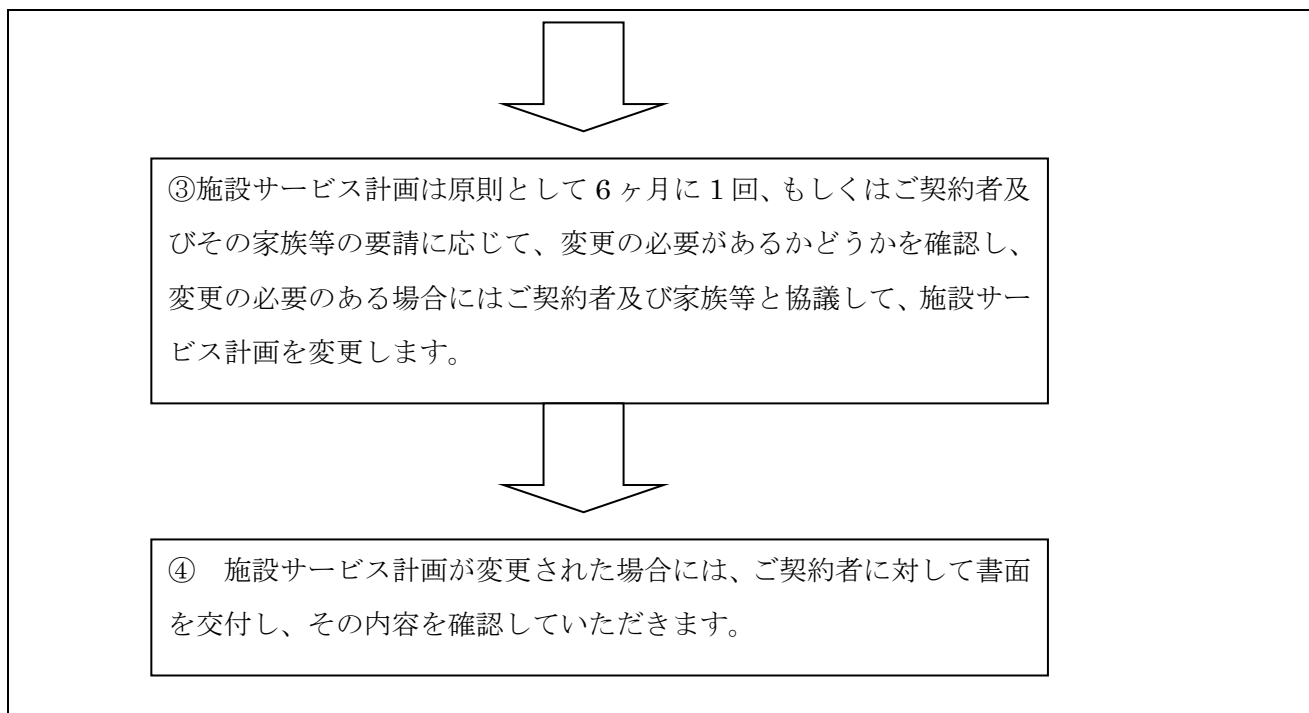 ③施設サービス計画は原則として6ヶ月に1回、もしくはご契約者及
びその家族等の要請に応じて、変更の必要があるかどうかを確認し、
変更の必要のある場合にはご契約者及び家族等と協議して、施設サー
ビス計画を変更します。
④　施設サービス計画が変更された場合には、ご契約者に対して書面
を交付し、その内容を確認していただきます。